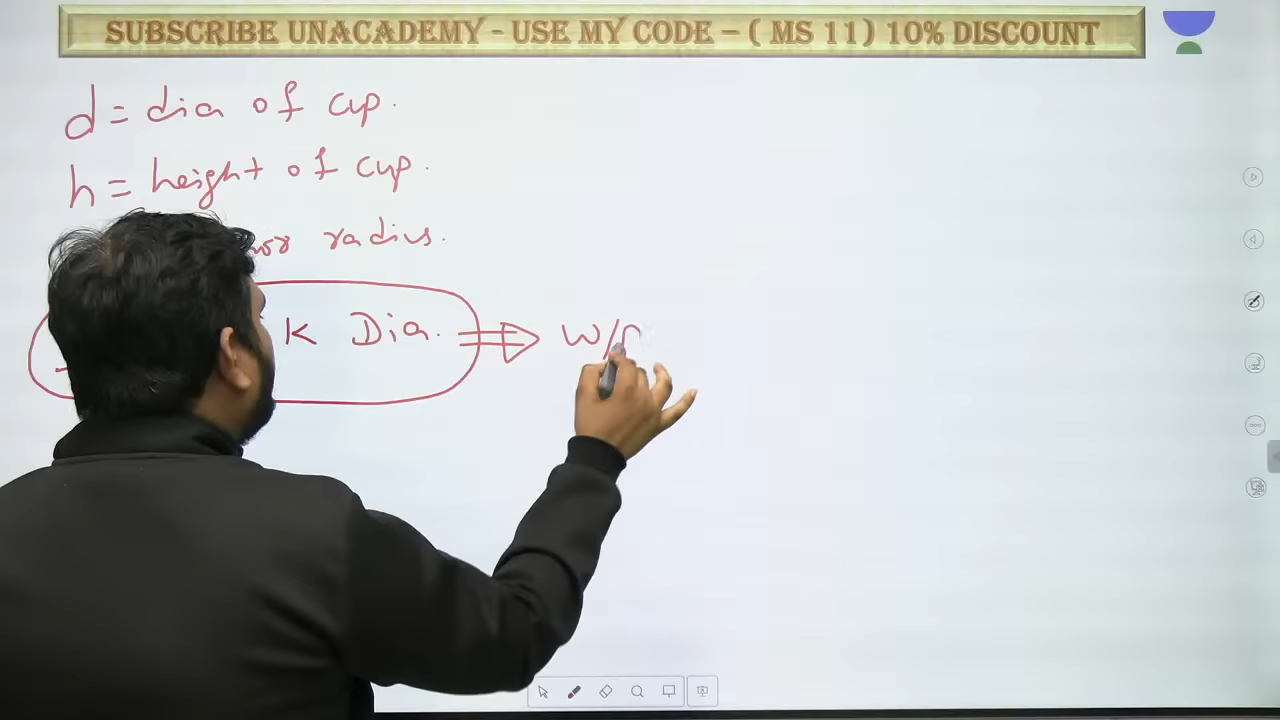 SUBSCRIBE UNACADEMY - USE MY CODE – ( MS 11) 10% DISCOUNT
d = dia of cup.
h = height of cup.
radius.
K Dia. ⇒ w/